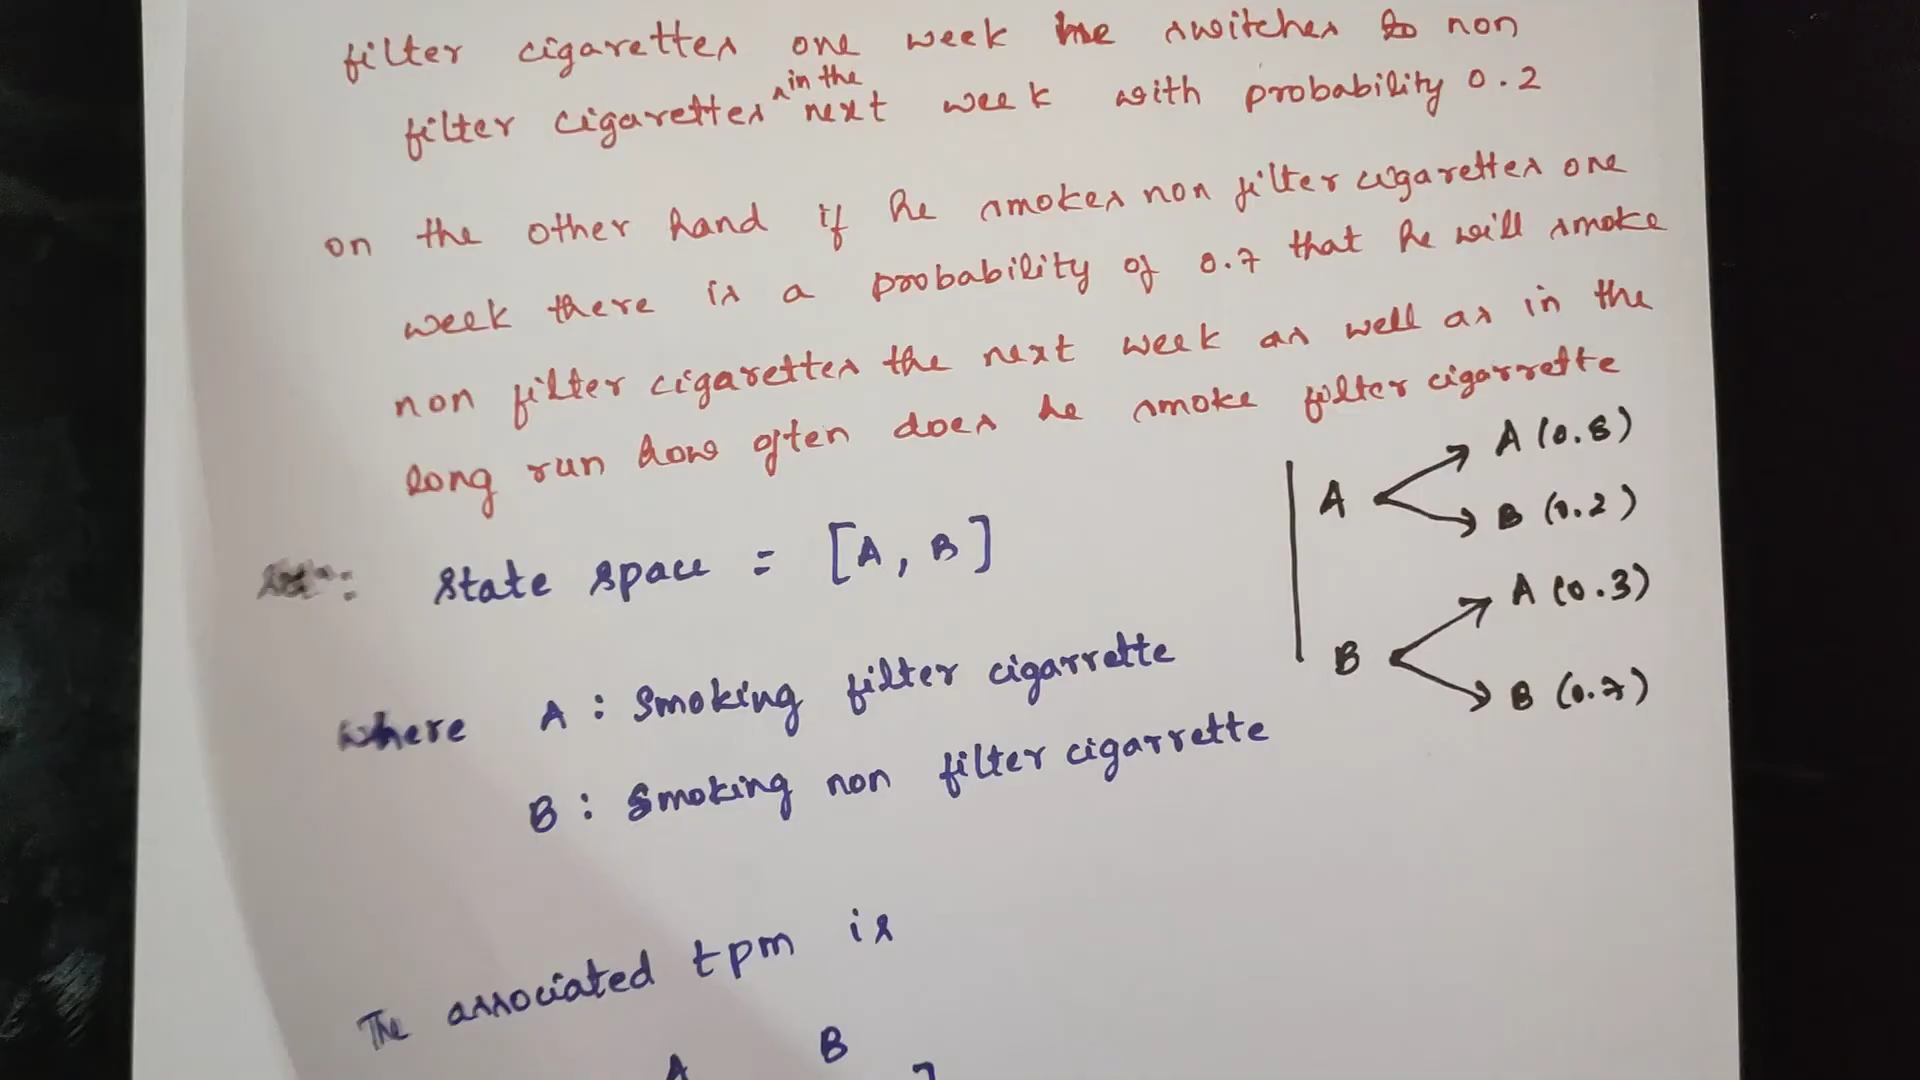 filter cigarettes one week he switches to non
filter cigarettes in the next week with probability 0.2
on the other hand if he smokes non filter cigarettes one
week there is a probability of 0.7 that he will smoke
non filter cigarettes the next week as well as in the
long run how often does he smoke filter cigarrette
A A (0.8)
B (0.2)
State space = [A, B]
B A (0.3)
B (0.7)
where A : Smoking filter cigarrette
B : Smoking non filter cigarrette
The associated tpm is
A B